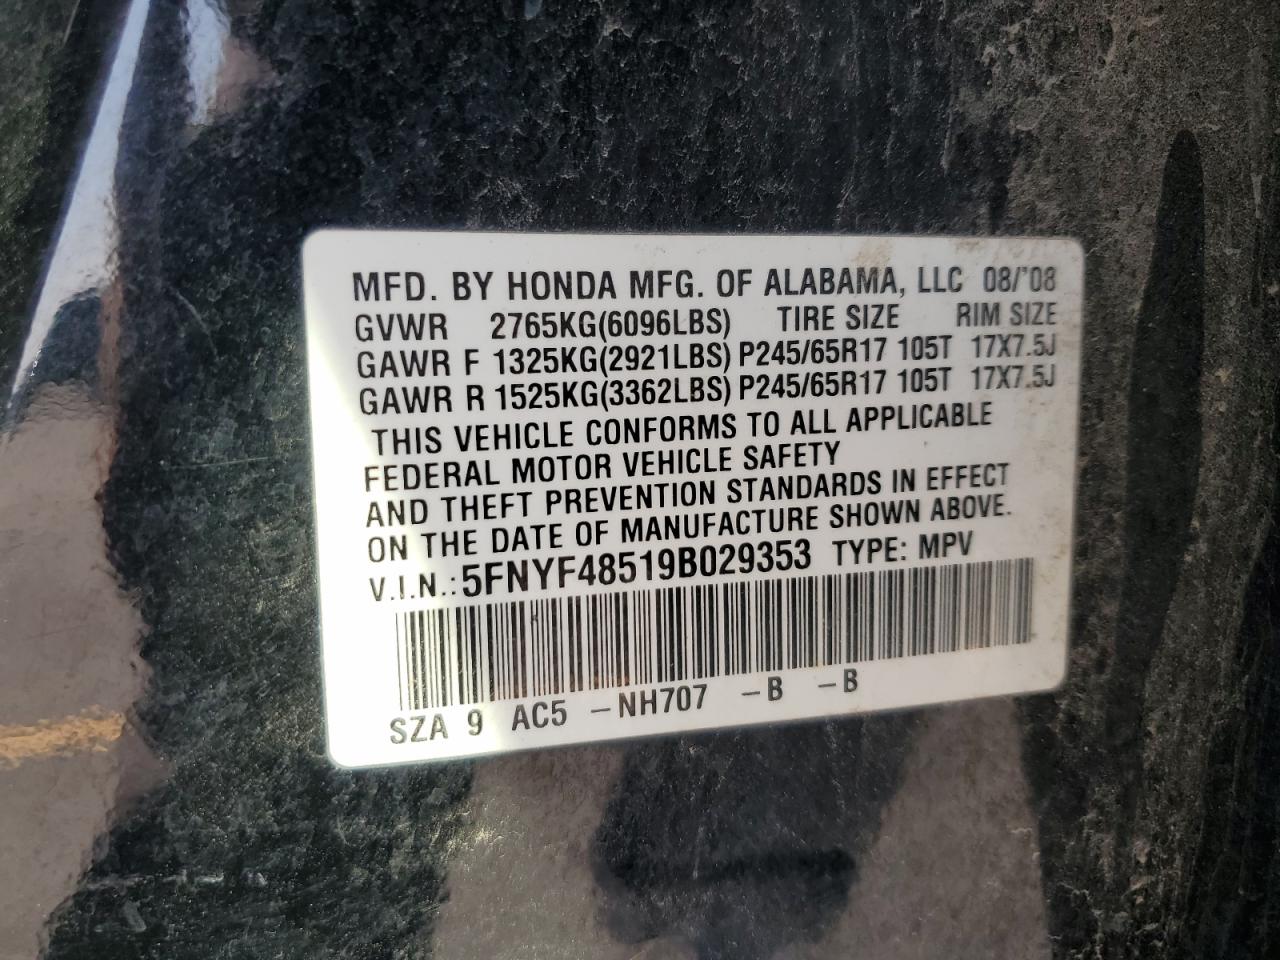 MFD. BY HONDA MFG. OF ALABAMA, LLC 08/'08
GVWR 2765KG(6096LBS) TIRE SIZE RIM SIZE
GAWR F 1325KG(2921LBS) P245/65R17 105T 17X7.5J
GAWR R 1525KG(3362LBS) P245/65R17 105T 17X7.5J
THIS VEHICLE CONFORMS TO ALL APPLICABLE
FEDERAL MOTOR VEHICLE SAFETY
AND THEFT PREVENTION STANDARDS IN EFFECT
ON THE DATE OF MANUFACTURE SHOWN ABOVE.
V.I.N.: 5FNYF48519B029353 TYPE: MPV
SZA 9 AC5 -NH707 -B -B